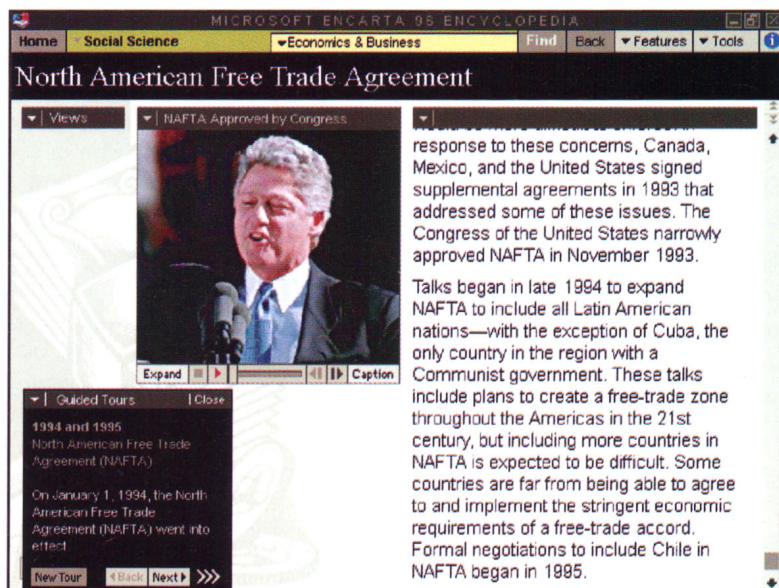 MICROSOFT ENCARTA 96 ENCYCLOPEDIA
Home Social Science Economics & Business Find Back Features Tools
North American Free Trade Agreement
Views
NAFTA Approved by Congress
Expand Caption
Guided Tours Close
1994 and 1995
North American Free Trade
Agreement (NAFTA)
On January 1, 1994, the North
American Free Trade
Agreement (NAFTA) went into
effect
New Tour Back Next
response to these concerns, Canada,
Mexico, and the United States signed
supplemental agreements in 1993 that
addressed some of these issues. The
Congress of the United States narrowly
approved NAFTA in November 1993.
Talks began in late 1994 to expand
NAFTA to include all Latin American
nations—with the exception of Cuba, the
only country in the region with a
Communist government. These talks
include plans to create a free-trade zone
throughout the Americas in the 21st
century, but including more countries in
NAFTA is expected to be difficult. Some
countries are far from being able to agree
to and implement the stringent economic
requirements of a free-trade accord.
Formal negotiations to include Chile in
NAFTA began in 1995.